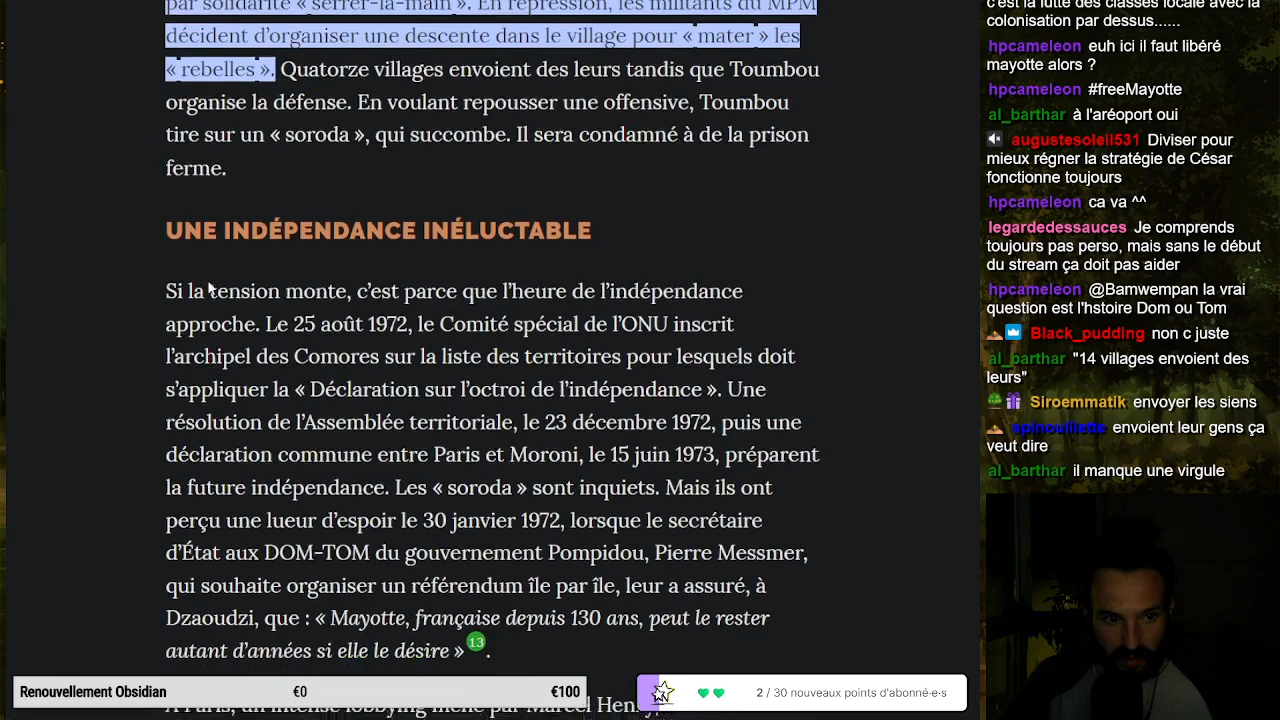 par solidarité « serrer-la-main ». En répression, les militants du MPM
décident d'organiser une descente dans le village pour « mater » les
« rebelles ». Quatorze villages envoient des leurs tandis que Toumbou
organise la défense. En voulant repousser une offensive, Toumbou
tire sur un « soroda », qui succombe. Il sera condamné à de la prison
ferme.
UNE INDÉPENDANCE INÉLUCTABLE
Si la tension monte, c'est parce que l'heure de l'indépendance
approche. Le 25 août 1972, le Comité spécial de l'ONU inscrit
l'archipel des Comores sur la liste des territoires pour lesquels doit
s'appliquer la « Déclaration sur l'octroi de l'indépendance ». Une
résolution de l'Assemblée territoriale, le 23 décembre 1972, puis une
déclaration commune entre Paris et Moroni, le 15 juin 1973, préparent
la future indépendance. Les « soroda » sont inquiets. Mais ils ont
perçu une lueur d'espoir le 30 janvier 1972, lorsque le secrétaire
d'État aux DOM-TOM du gouvernement Pompidou, Pierre Messmer,
qui souhaite organiser un référendum île par île, leur a assuré, à
Dzaoudzi, que : « Mayotte, française depuis 130 ans, peut le rester
autant d'années si elle le désire » 13 .
À Paris, un intense lobbying mené par Marcel Henry,
Renouvellement Obsidian €0 €100
2 / 30 nouveaux points d'abonné·e·s
c'est la lutte des classes locale avec la
colonisation par dessus......
hpcameleon euh ici il faut libéré
mayotte alors ?
hpcameleon #freeMayotte
al_barthar à l'aréoport oui
augustesoleil531 Diviser pour
mieux régner la stratégie de César
fonctionne toujours
hpcameleon ca va ^^
legardedessauces Je comprends
toujours pas perso, mais sans le début
du stream ça doit pas aider
hpcameleon @Bamwempan la vrai
question est l'hstoire Dom ou Tom
Black_pudding non c juste
al_barthar "14 villages envoient des
leurs"
Siroemmatik envoyer les siens
spinouillette envoient leur gens ça
veut dire
al_barthar il manque une virgule